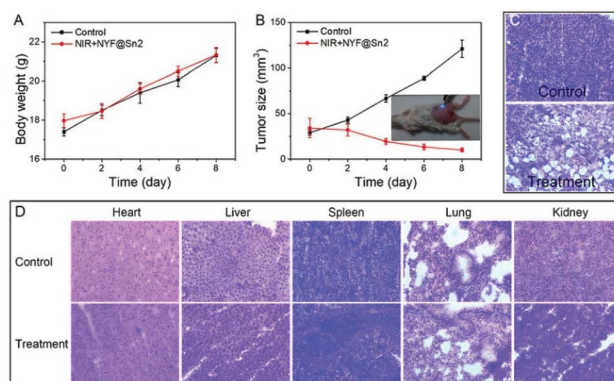 A
Control
NIR+NYF@Sn2
Body weight (g)
22
20
18
16
0 2 4 6 8
Time (day)
B
Control
NIR+NYF@Sn2
Tumor size (mm³)
150
100
50
0
0 2 4 6 8
Time (day)
C
Control
Treatment
D
Heart Liver Spleen Lung Kidney
Control
Treatment